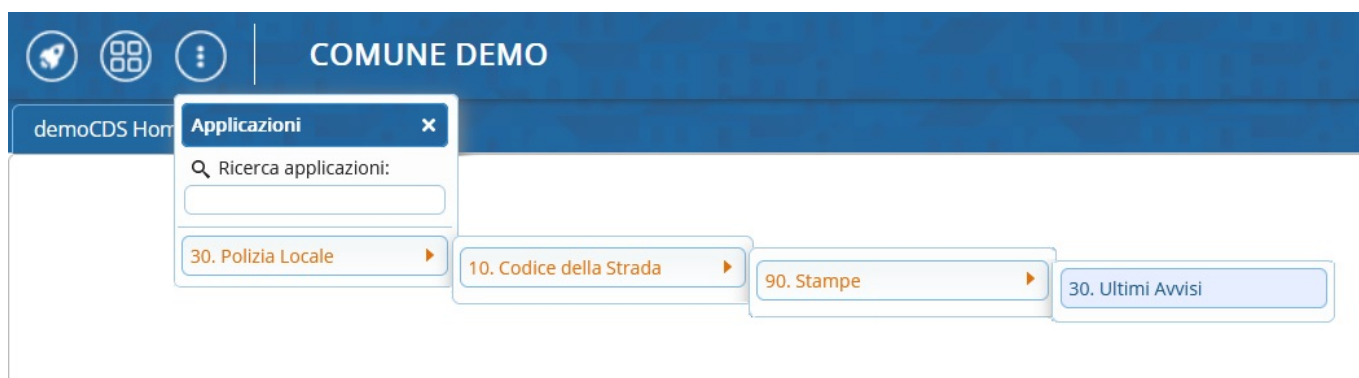 COMUNE DEMO
demoCDS Hom
Applicazioni
Ricerca applicazioni:
30. Polizia Locale
10. Codice della Strada
90. Stampe
30. Ultimi Avvisi